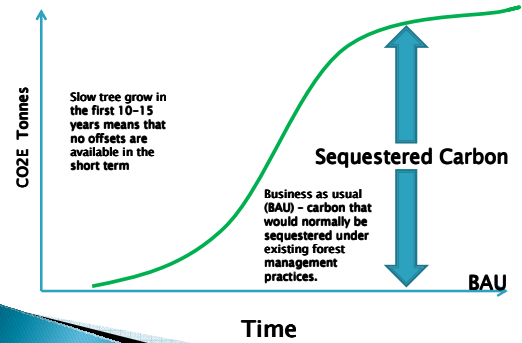 CO2E Tonnes
Slow tree grow in
the first 10-15
years means that
no offsets are
available in the
short term
Sequestered Carbon
Business as usual
(BAU) - carbon that
would normally be
sequestered under
existing forest
management
practices.
BAU
Time